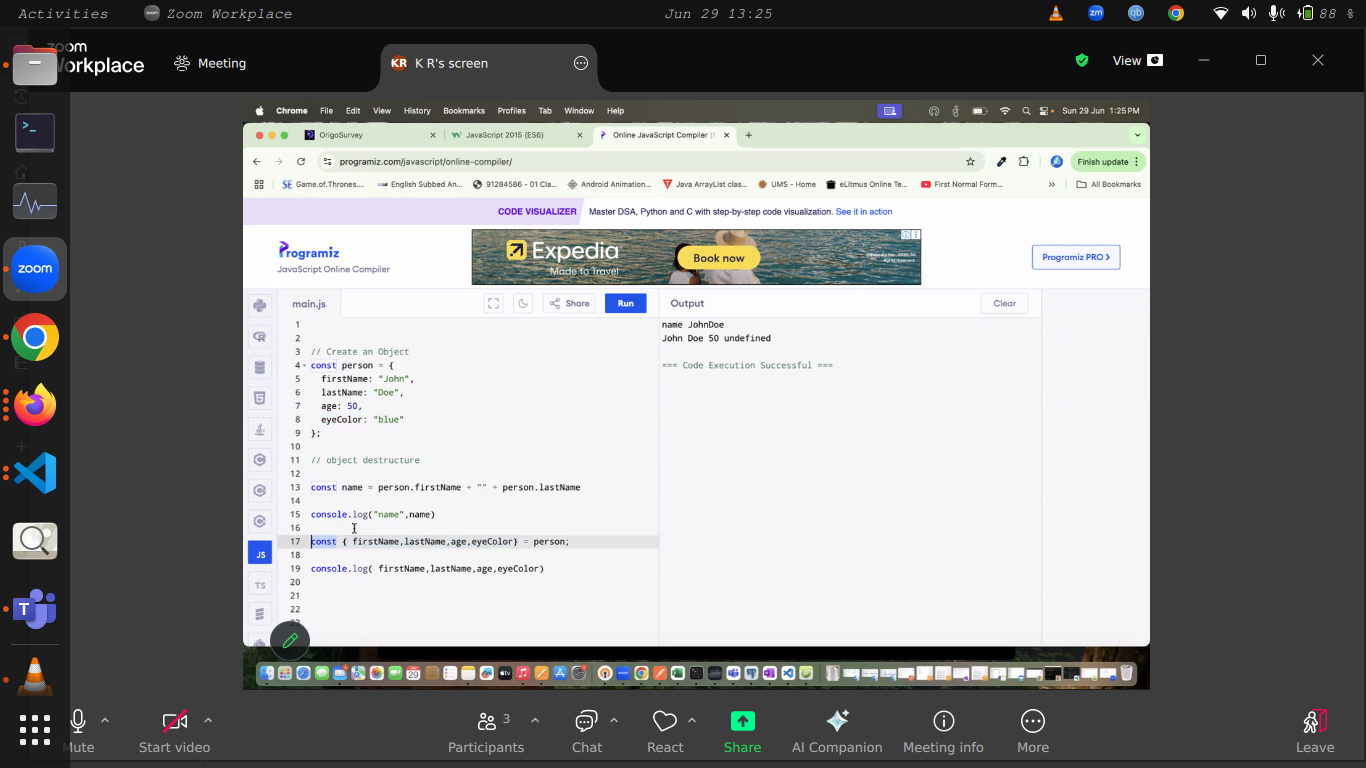 Activities
Zoom Workplace
Jun 29 13:25
88 %
zoom
orkplace
Meeting
KR K R's screen
View
Chrome File Edit View History Bookmarks Profiles Tab Window Help
Sun 29 Jun 1:25 PM
OrigoSurvey
JavaScript 2015 (ES6)
Online JavaScript Compiler (
programiz.com/javascript/online-compiler/
Finish update
Game.of.Thrones....
English Subbed An...
91284586 - 01 Cla...
Android Animation...
Java ArrayList clas...
UMS - Home
eLitmus Online Te...
First Normal Form...
All Bookmarks
CODE VISUALIZER
Master DSA, Python and C with step-by-step code visualization. See it in action
Programiz
JavaScript Online Compiler
Expedia
Made to Travel
Book now
Programiz PRO
main.js
Share
Run
Output
Clear
1
2
3 // Create an Object
4 const person = {
5 firstName: "John",
6 lastName: "Doe",
7 age: 50,
8 eyeColor: "blue"
9 };
10
11 // object destructure
12
13 const name = person.firstName + "" + person.lastName
14
15 console.log("name",name)
16
17 const { firstName,lastName,age,eyeColor} = person;
18
19 console.log( firstName,lastName,age,eyeColor)
20
21
22
23
name JohnDoe
John Doe 50 undefined
=== Code Execution Successful ===
JS
TS
zoom
Mute
Start video
Participants
3
Chat
React
Share
AI Companion
Meeting info
More
Leave